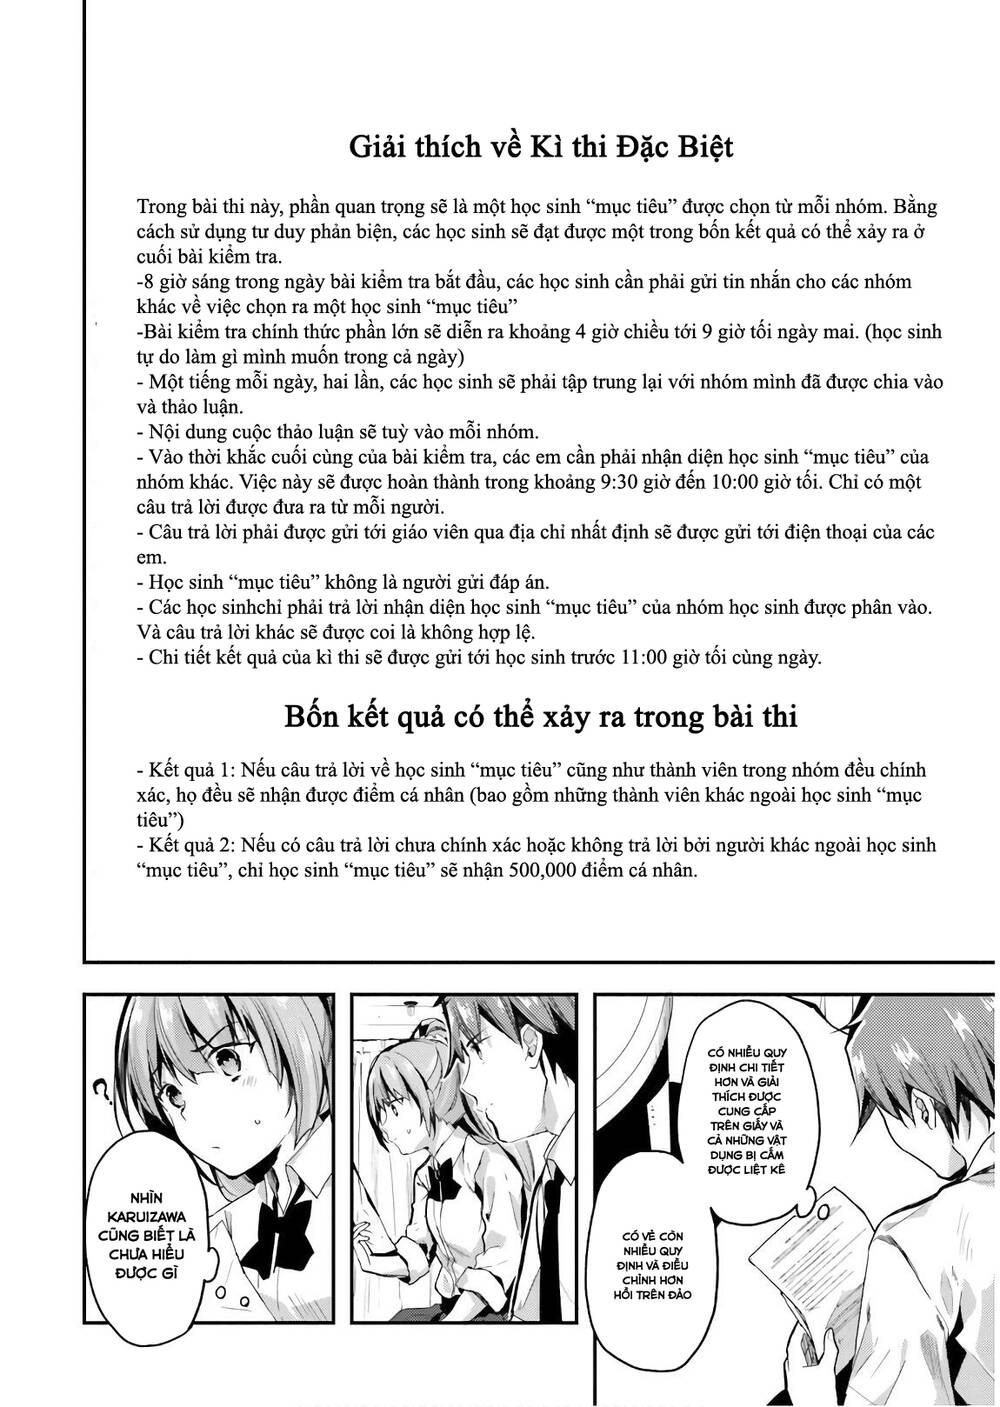 Giải thích về Kì thi Đặc Biệt
Trong bài thi này, phần quan trọng sẽ là một học sinh “mục tiêu” được chọn từ mỗi nhóm. Bằng
cách sử dụng tư duy phản biện, các học sinh sẽ đạt được một trong bốn kết quả có thể xảy ra ở
cuối bài kiểm tra.
-8 giờ sáng trong ngày bài kiểm tra bắt đầu, các học sinh cần phải gửi tin nhắn cho các nhóm
khác về việc chọn ra một học sinh “mục tiêu”
-Bài kiểm tra chính thức phần lớn sẽ diễn ra khoảng 4 giờ chiều tới 9 giờ tối ngày mai. (học sinh
tự do làm gì mình muốn trong cả ngày)
- Một tiếng mỗi ngày, hai lần, các học sinh sẽ phải tập trung lại với nhóm mình đã được chia vào
và thảo luận.
- Nội dung cuộc thảo luận sẽ tuỳ vào mỗi nhóm.
- Vào thời khắc cuối cùng của bài kiểm tra, các em cần phải nhận diện học sinh “mục tiêu” của
nhóm khác. Việc này sẽ được hoàn thành trong khoảng 9:30 giờ đến 10:00 giờ tối. Chỉ có một
câu trả lời được đưa ra từ mỗi người.
- Câu trả lời phải được gửi tới giáo viên qua địa chỉ nhất định sẽ được gửi tới điện thoại của các
em.
- Học sinh “mục tiêu” không là người gửi đáp án.
- Các học sinhchỉ phải trả lời nhận diện học sinh “mục tiêu” của nhóm học sinh được phân vào.
Và câu trả lời khác sẽ được coi là không hợp lệ.
- Chi tiết kết quả của kì thi sẽ được gửi tới học sinh trước 11:00 giờ tối cùng ngày.
Bốn kết quả có thể xảy ra trong bài thi
- Kết quả 1: Nếu câu trả lời về học sinh “mục tiêu” cũng như thành viên trong nhóm đều chính
xác, họ đều sẽ nhận được điểm cá nhân (bao gồm những thành viên khác ngoài học sinh “mục
tiêu”)
- Kết quả 2: Nếu có câu trả lời chưa chính xác hoặc không trả lời bởi người khác ngoài học sinh
“mục tiêu”, chỉ học sinh “mục tiêu” sẽ nhận 500,000 điểm cá nhân.
CÓ NHIỀU QUY
ĐỊNH CHI TIẾT
HƠN VÀ GIẢI
THÍCH ĐƯỢC
CUNG CẤP
TRÊN GIẤY VÀ
CẢ NHỮNG VẬT
DỤNG BỊ CẤM
ĐƯỢC LIỆT KÊ
CÓ VẺ CÒN
NHIỀU QUY
ĐỊNH VÀ ĐIỀU
CHỈNH HƠN
HỒI TRÊN ĐẢO
?
NHÌN
KARUIZAWA
CŨNG BIẾT LÀ
CHƯA HIỂU
ĐƯỢC GÌ